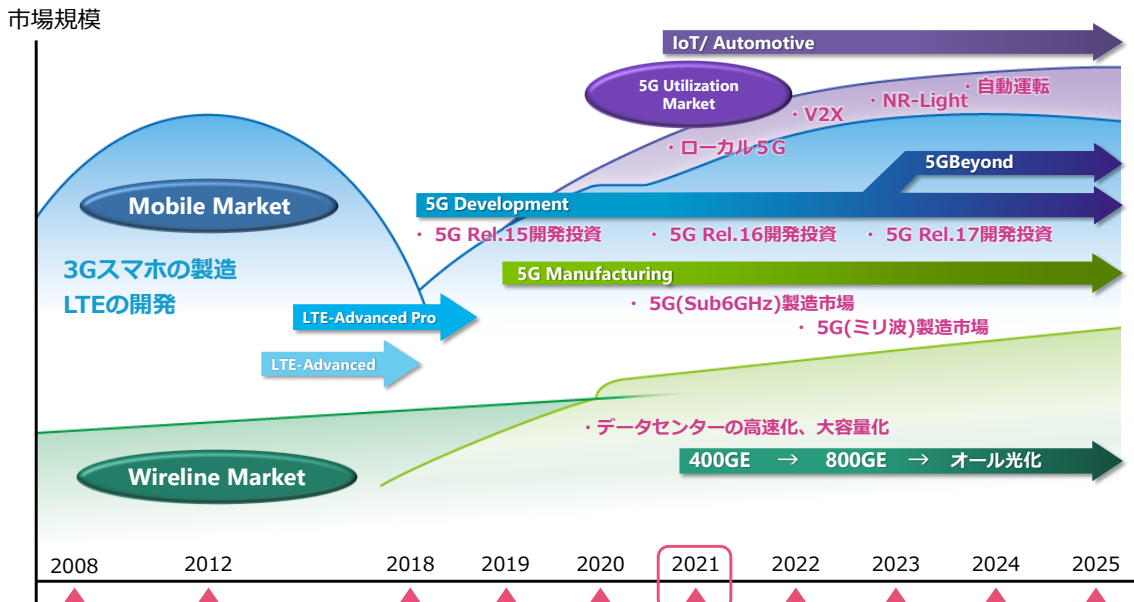 市場規模
IoT/ Automotive
5G Utilization
Market
・自動運転
・NR-Light
・V2X
・ローカル５G
5GBeyond
Mobile Market
5G Development
・ 5G Rel.15開発投資
・ 5G Rel.16開発投資
・ 5G Rel.17開発投資
3Gスマホの製造
LTEの開発
5G Manufacturing
・ 5G(Sub6GHz)製造市場
・ 5G(ミリ波)製造市場
LTE-Advanced Pro
LTE-Advanced
・データセンターの高速化、大容量化
400GE → 800GE → オール光化
Wireline Market
2008 2012 2018 2019 2020 2021 2022 2023 2024 2025